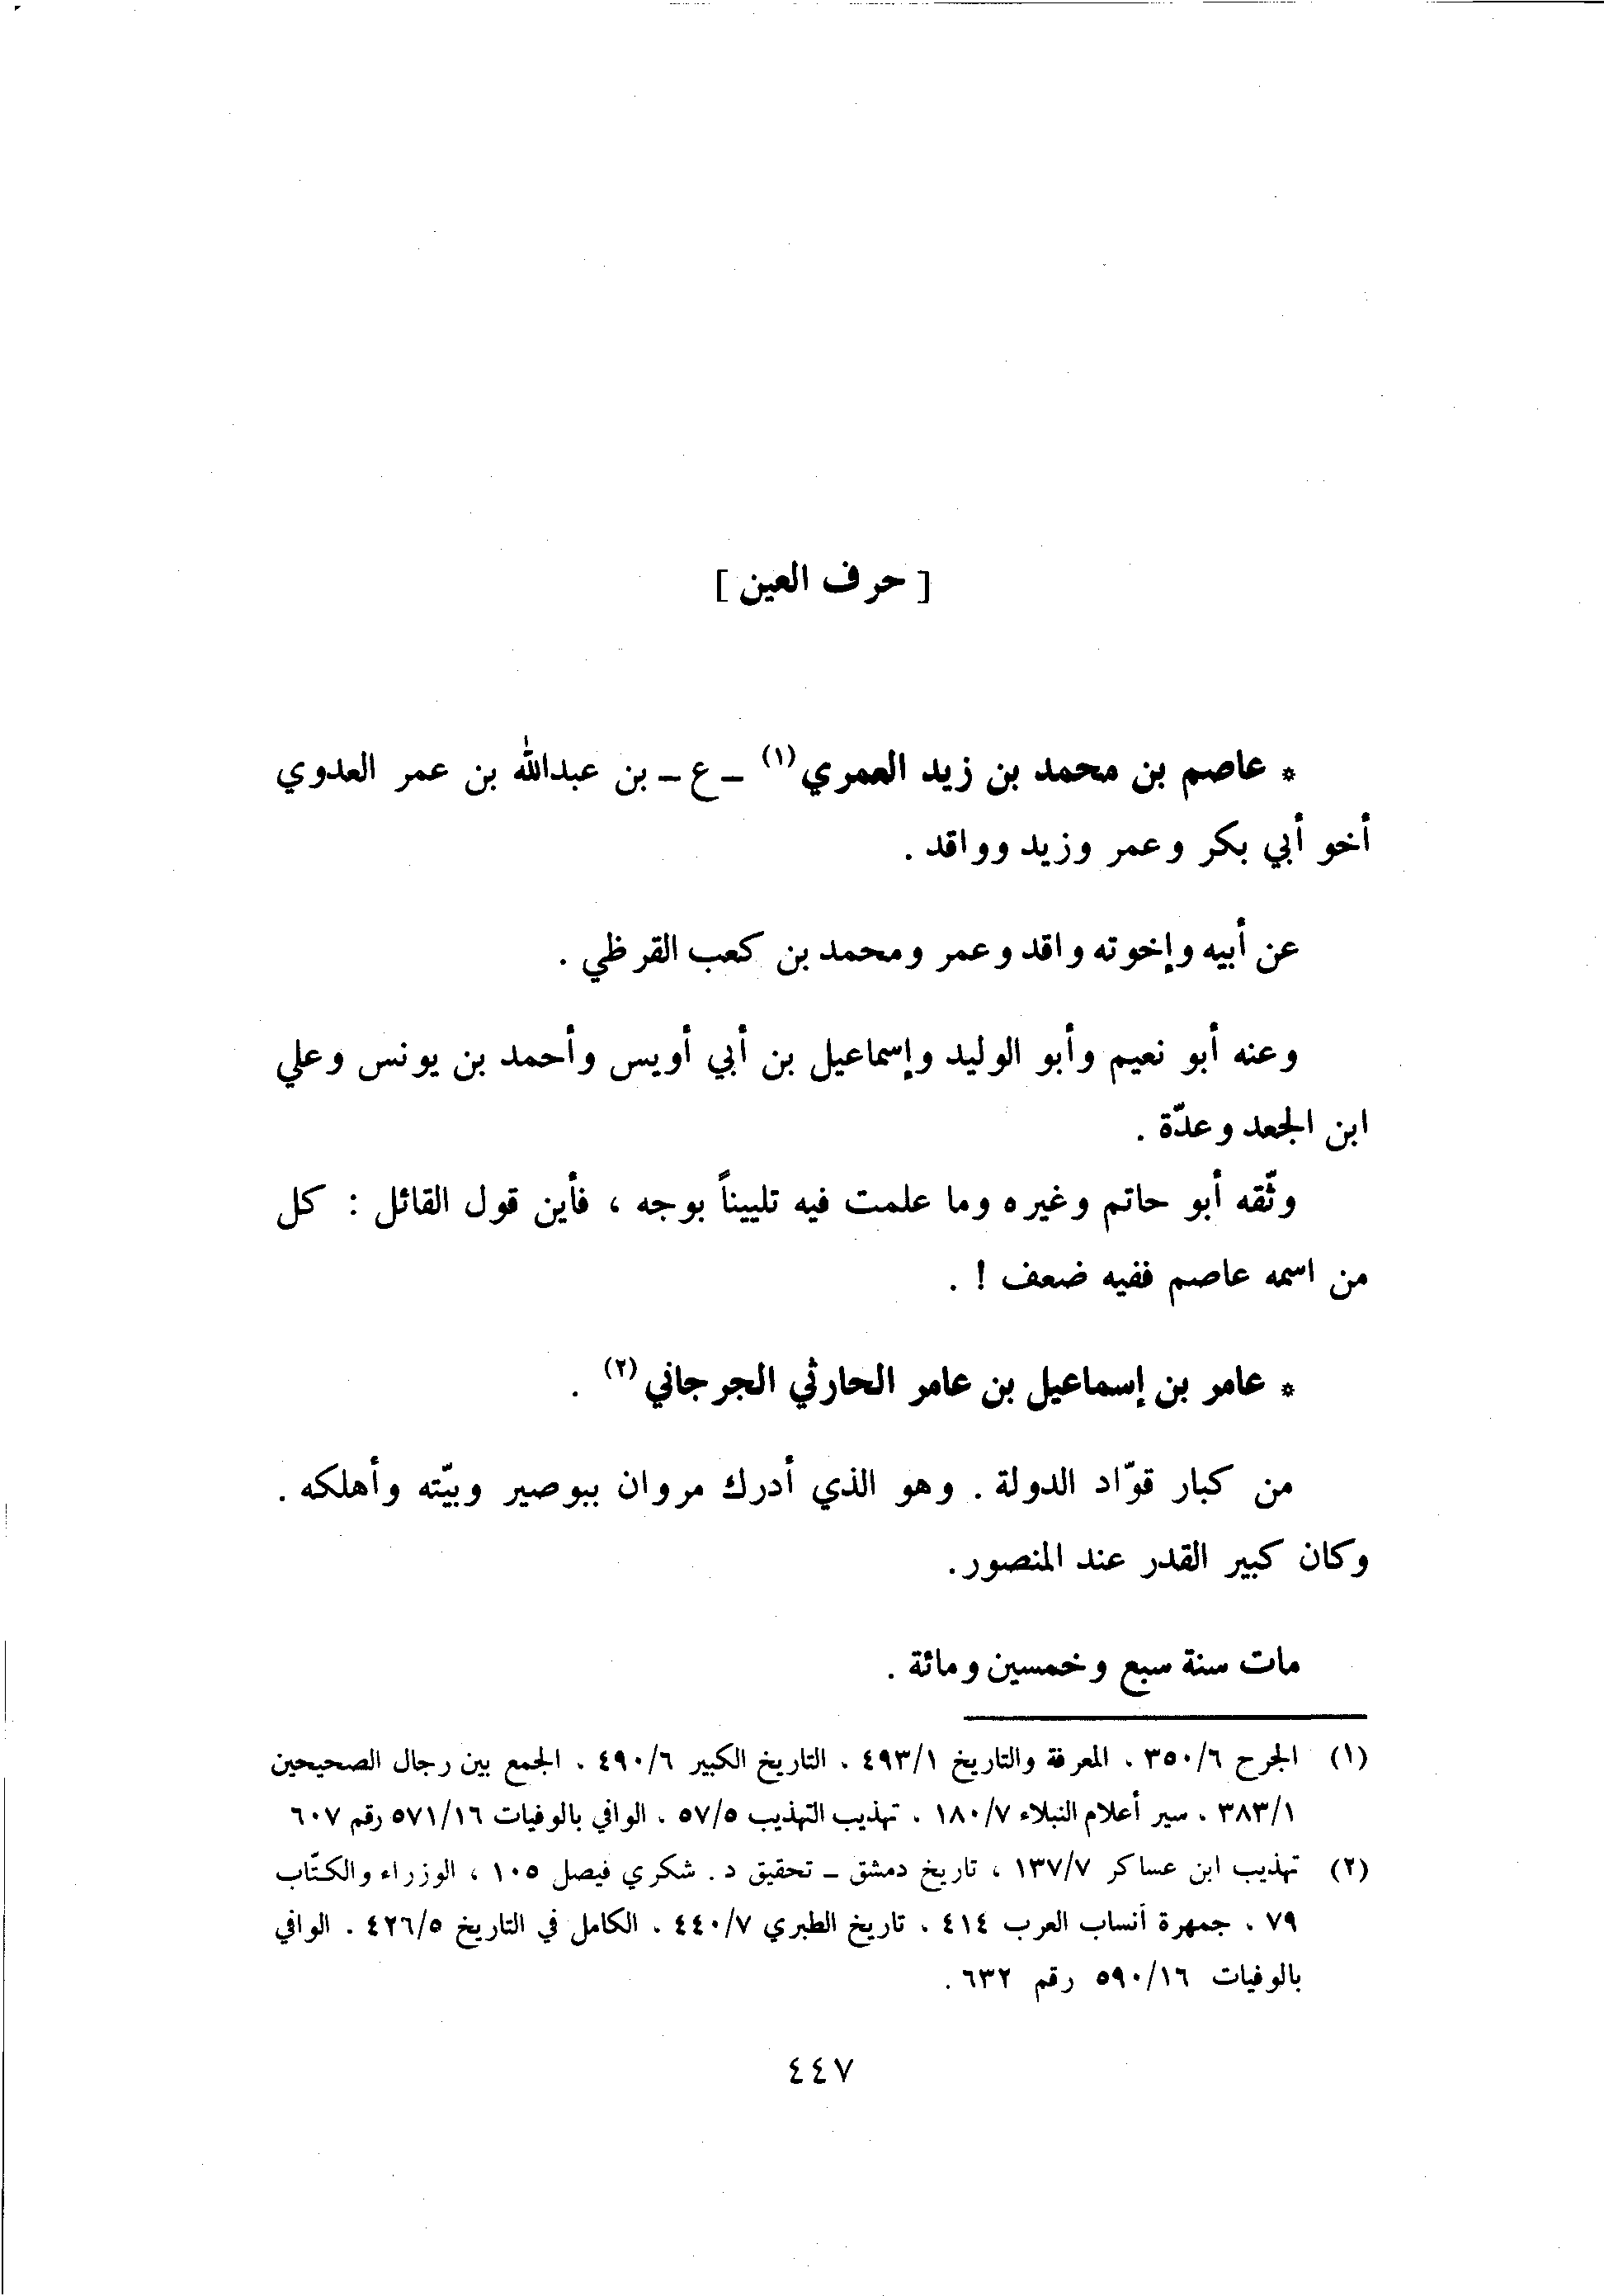 [ حرف العين ]
* عاصم بن محمد بن زيد العمري (١) - ع - بن عبدالله بن عمر العدوي
أخو أبي بكر وعمر وزيد وواقد .
عن أبيه وإخوته واقد وعمر ومحمد بن كعب القرظي .
وعنه أبو نعيم وأبو الوليد وإسماعيل بن أبي أويس وأحمد بن يونس وعلي
ابن الجعد وعدّة .
وثّقه أبو حاتم وغيره وما علمت فيه تلييناً بوجه ، فأين قول القائل : كل
من اسمه عاصم ففيه ضعف ! .
* عامر بن إسماعيل بن عامر الحارثي الجرجاني (٢) .
من كبار قوّاد الدولة . وهو الذي أدرك مروان ببوصير وبيّته وأهلكه .
وكان كبير القدر عند المنصور .
مات سنة سبع وخمسين ومائة .
(١) الجرح ٣٥٠/٦ . المعرفة والتاريخ ٤٩٣/١ . التاريخ الكبير ٤٩٠/٦ . الجمع بين رجال الصحيحين
٣٨٣/١ . سير أعلام النبلاء ١٨٠/٧ . تهذيب التهذيب ٥٧/٥ . الوافي بالوفيات ٥٧١/١٦ رقم ٦٠٧
(٢) تهذيب ابن عساكر ١٣٧/٧ ، تاريخ دمشق - تحقيق د . شكري فيصل ١٠٥ ، الوزراء والكتّاب
٧٩ . جمهرة أنساب العرب ٤١٤ . تاريخ الطبري ٤٤٠/٧ . الكامل في التاريخ ٤٢٦/٥ . الوافي
بالوفيات ٥٩٠/١٦ رقم ٦٣٢ .
٤٤٧